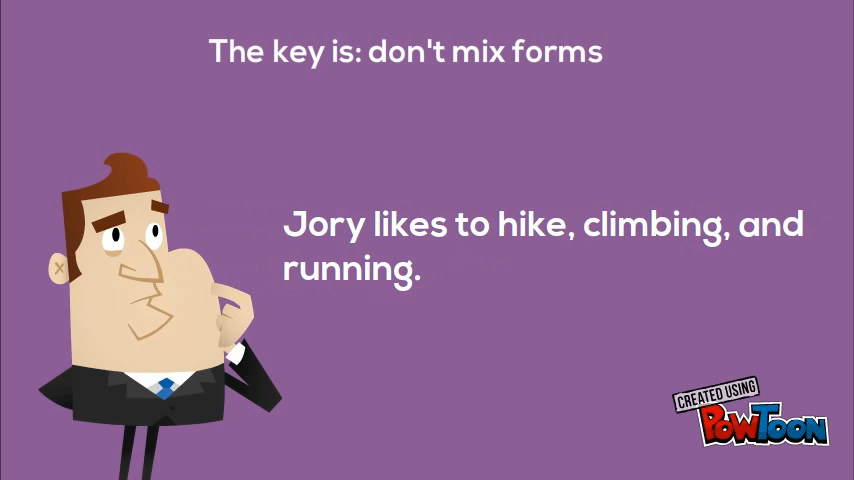 The key is: don't mix forms
Jory likes to hike, climbing, and
running.
CREATED USING
POWTOON